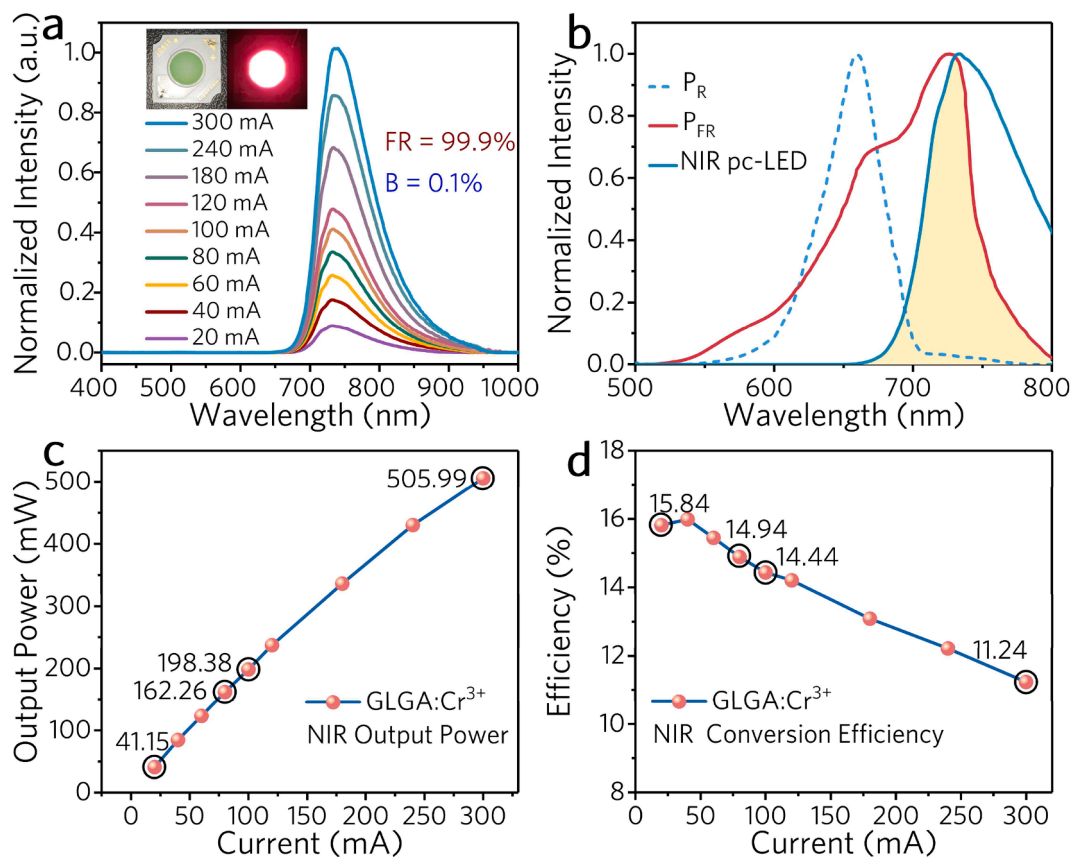 a
Normalized Intensity (a.u.)
1.0
0.8
0.6
0.4
0.2
0.0
300 mA
240 mA
180 mA
120 mA
100 mA
80 mA
60 mA
40 mA
20 mA
FR = 99.9%
B = 0.1%
400 500 600 700 800 900 1000
Wavelength (nm)
b
Normalized Intensity
1.0
0.8
0.6
0.4
0.2
0.0
P_R
P_FR
NIR pc-LED
500 600 700 800
Wavelength (nm)
c
Output Power (mW)
500
400
300
200
100
0
505.99
198.38
162.26
41.15
GLGA:Cr³⁺
NIR Output Power
0 50 100 150 200 250 300
Current (mA)
d
Efficiency (%)
18
16
14
12
10
8
15.84
14.94
14.44
11.24
GLGA:Cr³⁺
NIR Conversion Efficiency
0 50 100 150 200 250 300
Current (mA)